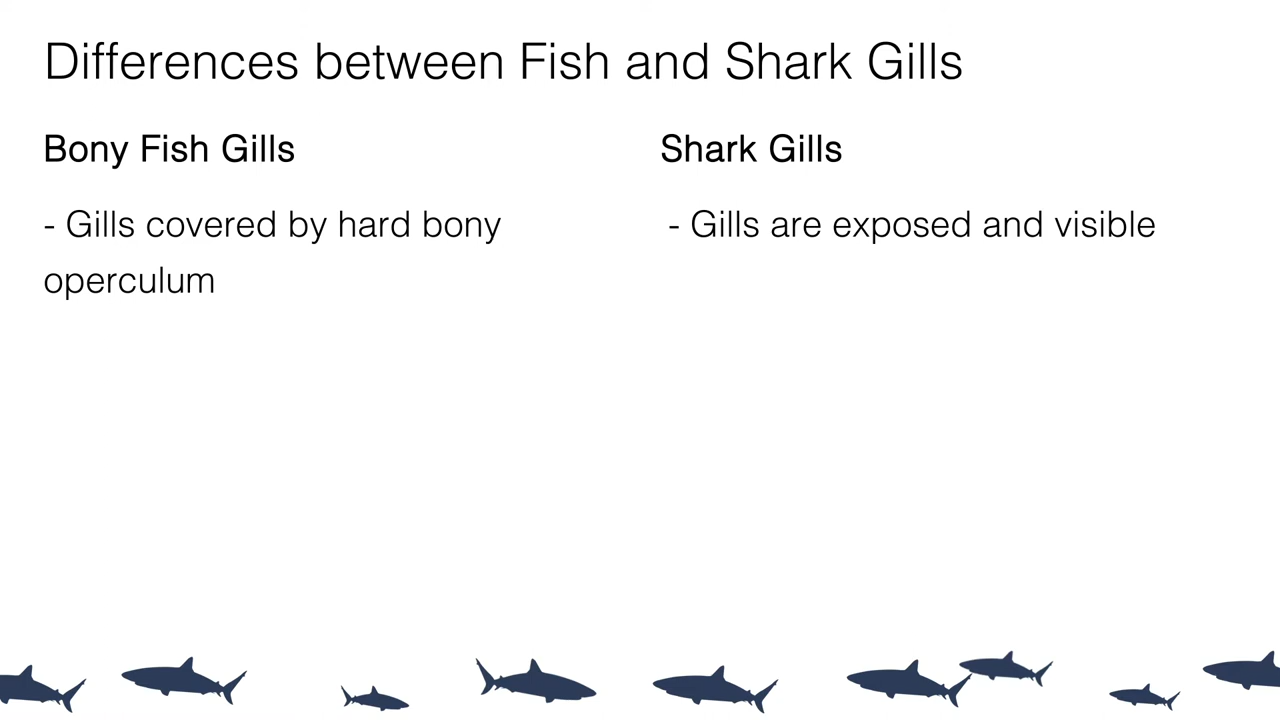 Differences between Fish and Shark Gills
Bony Fish Gills
- Gills covered by hard bony
operculum
Shark Gills
- Gills are exposed and visible